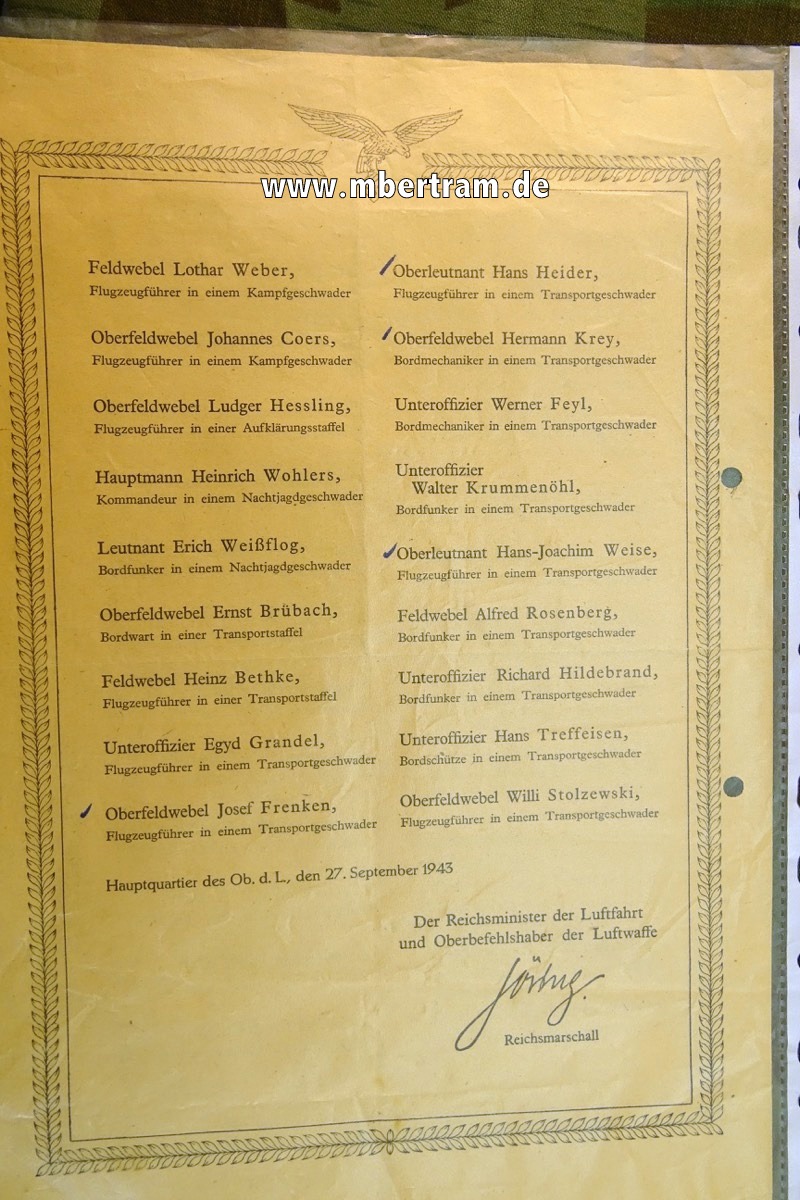 www.mbertram.de
Feldwebel Lothar Weber,
Flugzeugführer in einem Kampfgeschwader
Oberfeldwebel Johannes Coers,
Flugzeugführer in einem Kampfgeschwader
Oberfeldwebel Ludger Hessling,
Flugzeugführer in einer Aufklärungsstaffel
Hauptmann Heinrich Wohlers,
Kommandeur in einem Nachtjagdgeschwader
Leutnant Erich Weißflog,
Bordfunker in einem Nachtjagdgeschwader
Oberfeldwebel Ernst Brübach,
Bordwart in einer Transportstaffel
Feldwebel Heinz Bethke,
Flugzeugführer in einer Transportstaffel
Unteroffizier Egyd Grandel,
Flugzeugführer in einem Transportgeschwader
Oberfeldwebel Josef Frenken,
Flugzeugführer in einem Transportgeschwader
Oberleutnant Hans Heider,
Flugzeugführer in einem Transportgeschwader
Oberfeldwebel Hermann Krey,
Bordmechaniker in einem Transportgeschwader
Unteroffizier Werner Feyl,
Bordmechaniker in einem Transportgeschwader
Unteroffizier
Walter Krummenöhl,
Bordfunker in einem Transportgeschwader
Oberleutnant Hans-Joachim Weise,
Flugzeugführer in einem Transportgeschwader
Feldwebel Alfred Rosenberg,
Bordfunker in einem Transportgeschwader
Unteroffizier Richard Hildebrand,
Bordfunker in einem Transportgeschwader
Unteroffizier Hans Treffeisen,
Bordschütze in einem Transportgeschwader
Oberfeldwebel Willi Stolzewski,
Flugzeugführer in einem Transportgeschwader
Hauptquartier des Ob. d. L., den 27. September 1943
Der Reichsminister der Luftfahrt
und Oberbefehlshaber der Luftwaffe
Göring.
Reichsmarschall